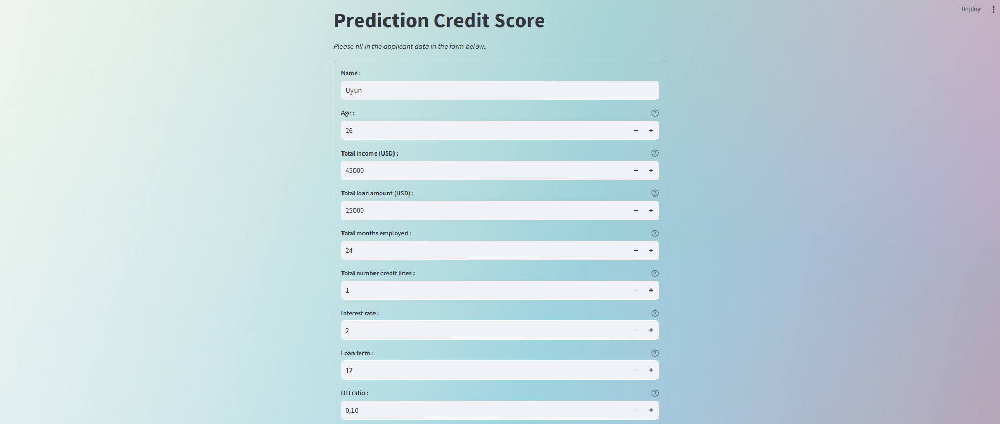 Deploy
Prediction Credit Score
Please fill in the applicant data in the form below.
Name :
Uyun
Age :
26
Total income (USD) :
45000
Total loan amount (USD) :
25000
Total months employed :
24
Total number credit lines :
1
Interest rate :
2
Loan term :
12
DTI ratio :
0,10